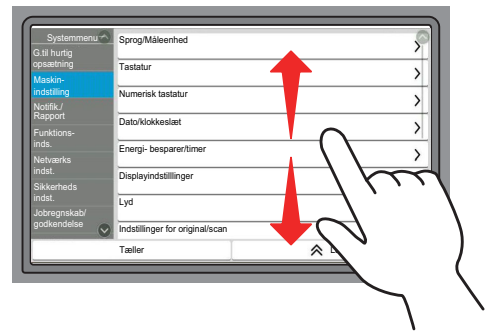 Systemmenu
G.til hurtig
opsætning
Maskin-
indstilling
Notifik./
Rapport
Funktions-
inds.
Netværks
indst.
Sikkerheds
indst.
Jobregnskab/
godkendelse
Sprog/Måleenhed
Tastatur
Numerisk tastatur
Dato/klokkeslæt
Energi- besparer/timer
Displayindstlllinger
Lyd
Indstillinger for original/scan
Tæller